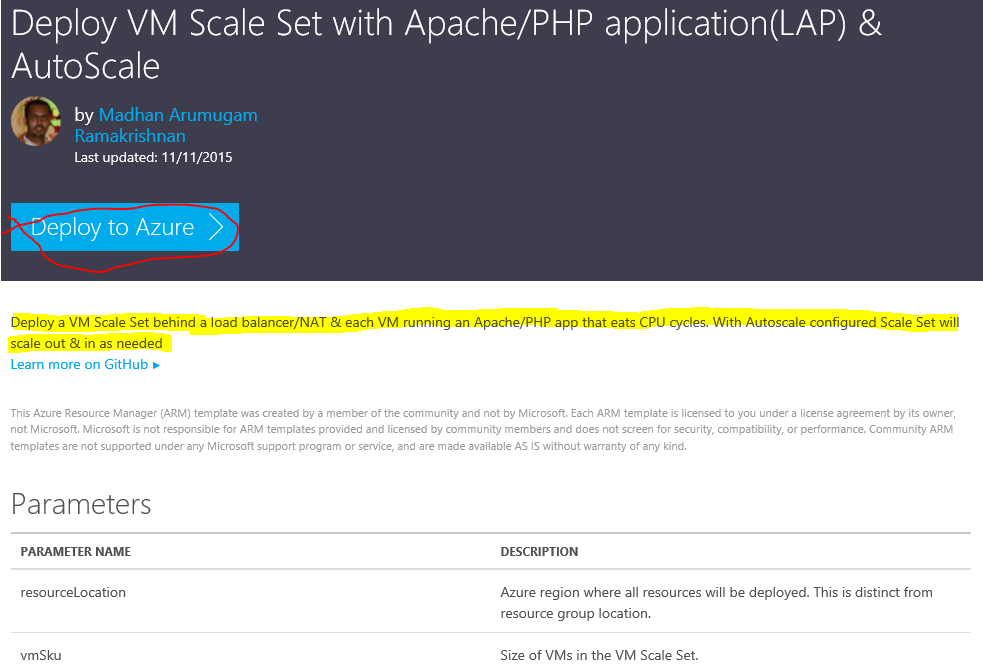 Deploy VM Scale Set with Apache/PHP application(LAP) &
AutoScale
by Madhan Arumugam
Ramakrishnan
Last updated: 11/11/2015
Deploy to Azure
Deploy a VM Scale Set behind a load balancer/NAT & each VM running an Apache/PHP app that eats CPU cycles. With Autoscale configured Scale Set will
scale out & in as needed
Learn more on GitHub ▸
This Azure Resource Manager (ARM) template was created by a member of the community and not by Microsoft. Each ARM template is licensed to you under a license agreement by its owner,
not Microsoft. Microsoft is not responsible for ARM templates provided and licensed by community members and does not screen for security, compatibility, or performance. Community ARM
templates are not supported under any Microsoft support program or service, and are made available AS IS without warranty of any kind.
Parameters
PARAMETER NAME DESCRIPTION
resourceLocation Azure region where all resources will be deployed. This is distinct from
resource group location.
vmSku Size of VMs in the VM Scale Set.